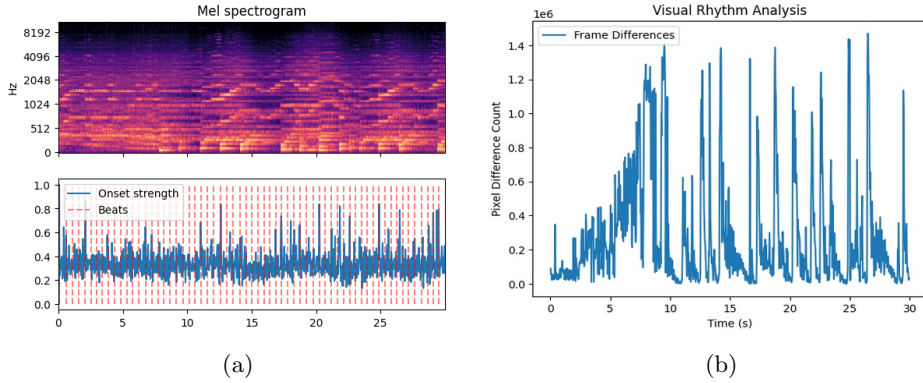 Mel spectrogram
8192
4096
2048
1024
512
0
Hz
1.0
0.8
0.6
0.4
0.2
0.0
Onset strength
Beats
0 5 10 15 20 25
(a)
Visual Rhythm Analysis
1e6
Frame Differences
1.4
1.2
1.0
0.8
0.6
0.4
0.2
0.0
Pixel Difference Count
0 5 10 15 20 25 30
Time (s)
(b)